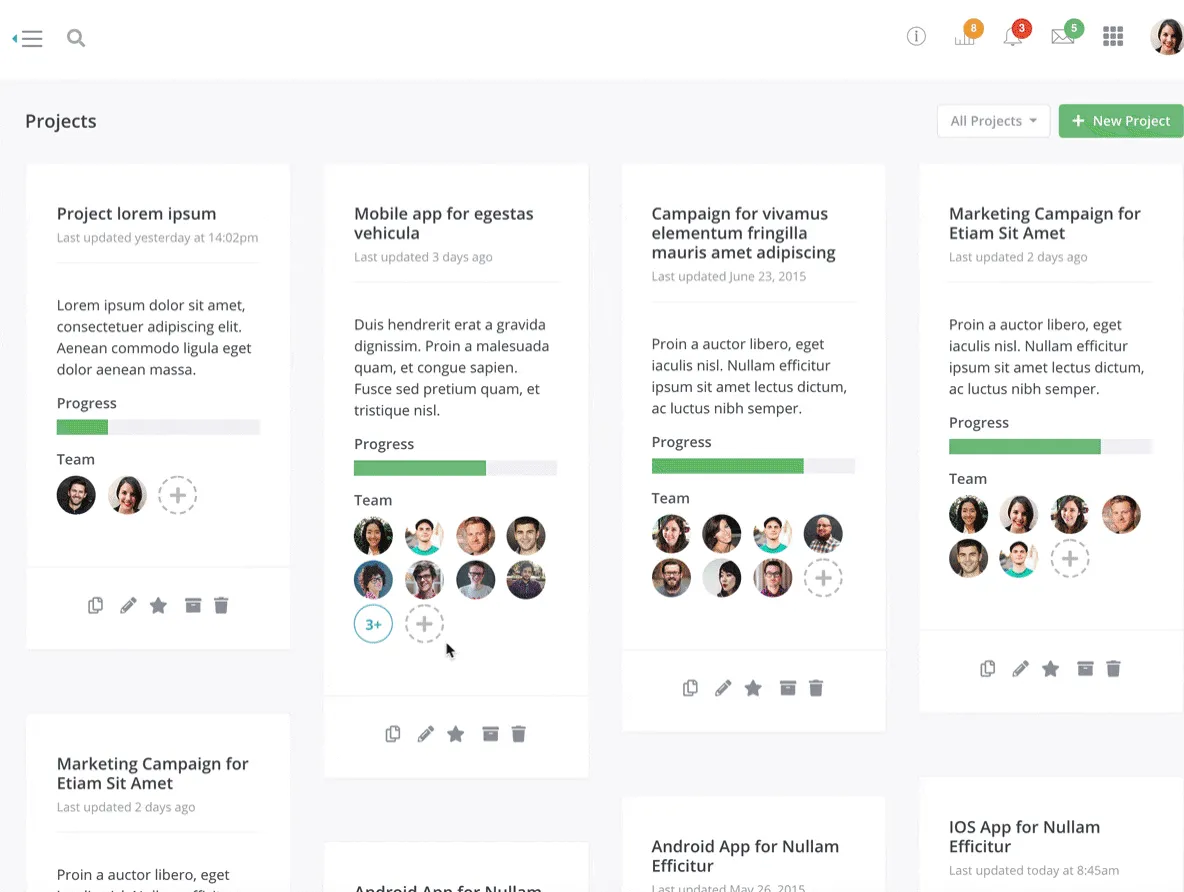 8
3
5
Projects
All Projects
+ New Project
Project lorem ipsum
Last updated yesterday at 14:02pm
Lorem ipsum dolor sit amet,
consectetuer adipiscing elit.
Aenean commodo ligula eget
dolor aenean massa.
Progress
Team
Mobile app for egestas
vehicula
Last updated 3 days ago
Duis hendrerit erat a gravida
dignissim. Proin a malesuada
quam, et congue sapien.
Fusce sed pretium quam, et
tristique nisl.
Progress
Team
3+
Campaign for vivamus
elementum fringilla
mauris amet adipiscing
Last updated June 23, 2015
Proin a auctor libero, eget
iaculis nisl. Nullam efficitur
ipsum sit amet lectus dictum,
ac luctus nibh semper.
Progress
Team
Marketing Campaign for
Etiam Sit Amet
Last updated 2 days ago
Proin a auctor libero, eget
iaculis nisl. Nullam efficitur
ipsum sit amet lectus dictum,
ac luctus nibh semper.
Progress
Team
Marketing Campaign for
Etiam Sit Amet
Last updated 2 days ago
Proin a auctor libero, eget
Android App for Nullam
Android App for Nullam
Efficitur
Last updated May 26, 2015
IOS App for Nullam
Efficitur
Last updated today at 8:45am